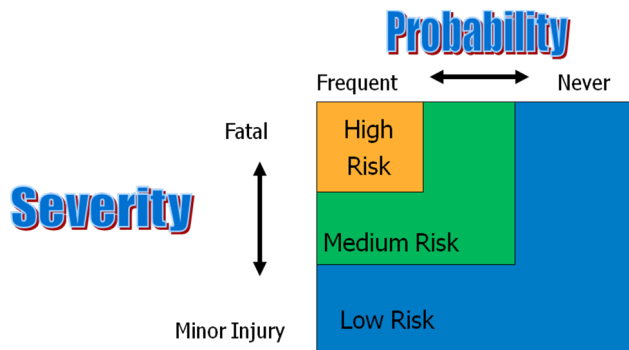 Probability
Frequent
Never
Fatal
High
Risk
Severity
Medium Risk
Minor Injury
Low Risk